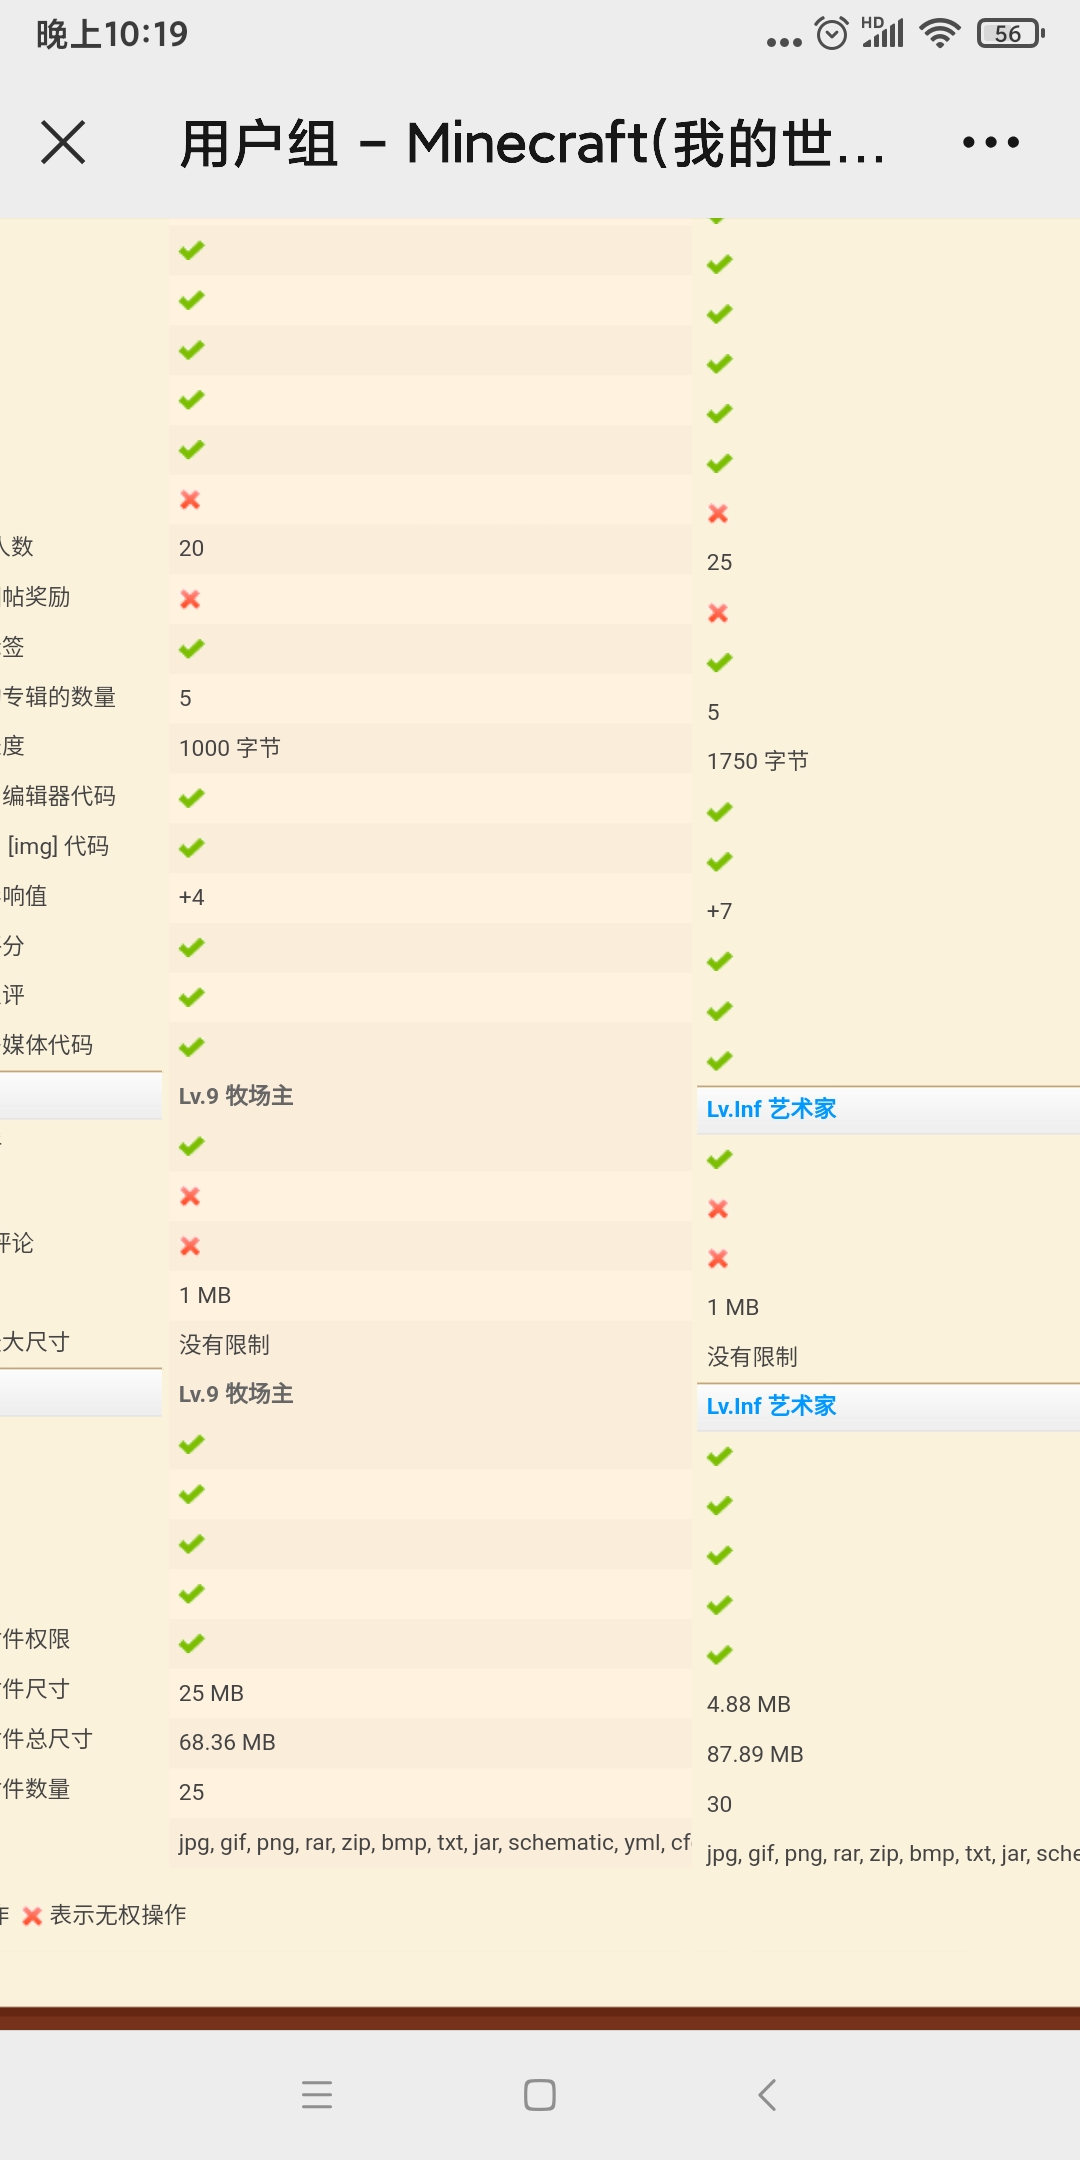 晚上10:19
HD
56
用户组 – Minecraft(我的世...
人数 20 25
帖奖励
签
专辑的数量 5 5
度 1000 字节 1750 字节
编辑器代码
[img] 代码
响值 +4 +7
分
评
媒体代码
Lv.9 牧场主 Lv.Inf 艺术家
评论
1 MB 1 MB
大尺寸 没有限制 没有限制
Lv.9 牧场主 Lv.Inf 艺术家
件权限
件尺寸 25 MB 4.88 MB
件总尺寸 68.36 MB 87.89 MB
件数量 25 30
jpg, gif, png, rar, zip, bmp, txt, jar, schematic, yml, cf jpg, gif, png, rar, zip, bmp, txt, jar, sche
作 表示无权操作